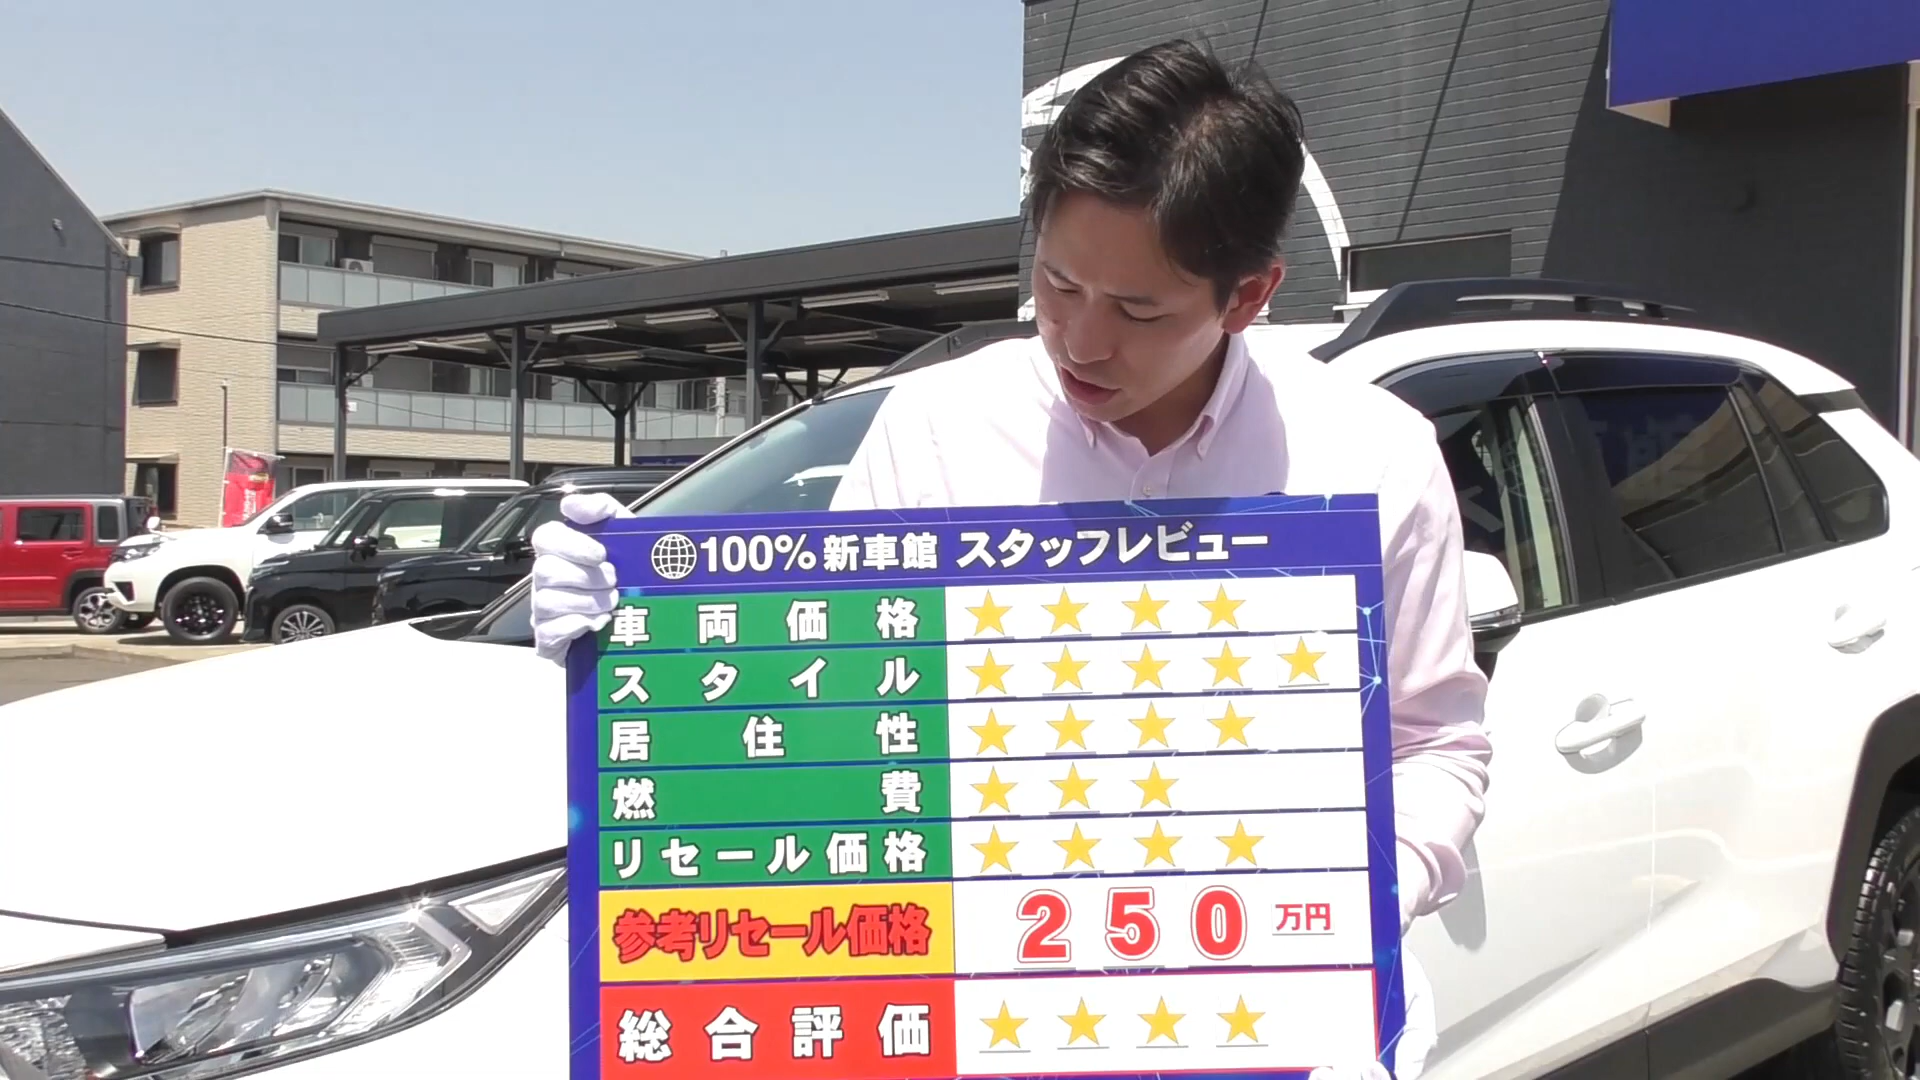 100%新車館 スタッフレビュー
車両価格 ★★★★
スタイル ★★★★★
居住性 ★★★★
燃費 ★★★
リセール価格 ★★★★
参考リセール価格 250万円
総合評価 ★★★★